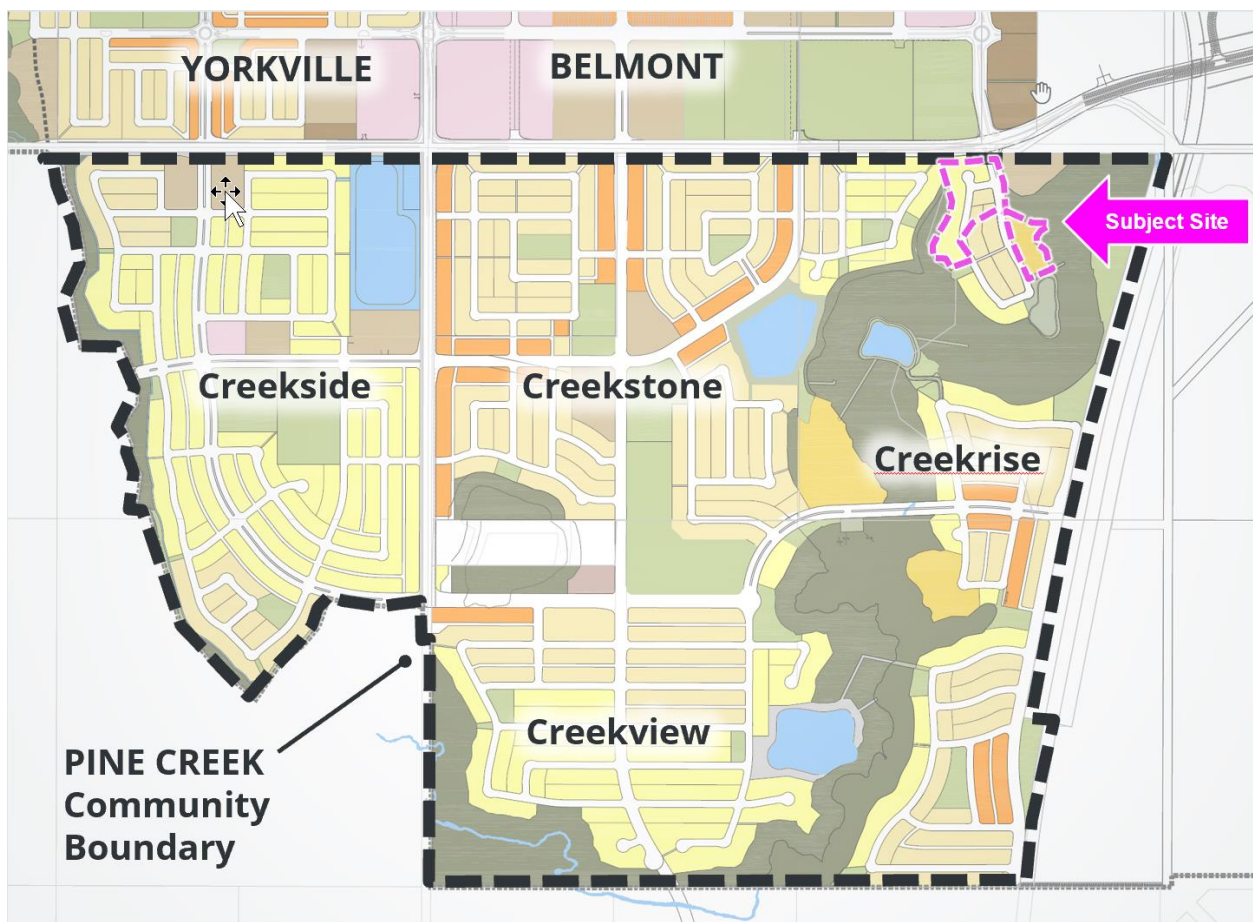 YORKVILLE
BELMONT
Subject Site
Creekside
Creekstone
Creekrise
Creekview
PINE CREEK
Community
Boundary